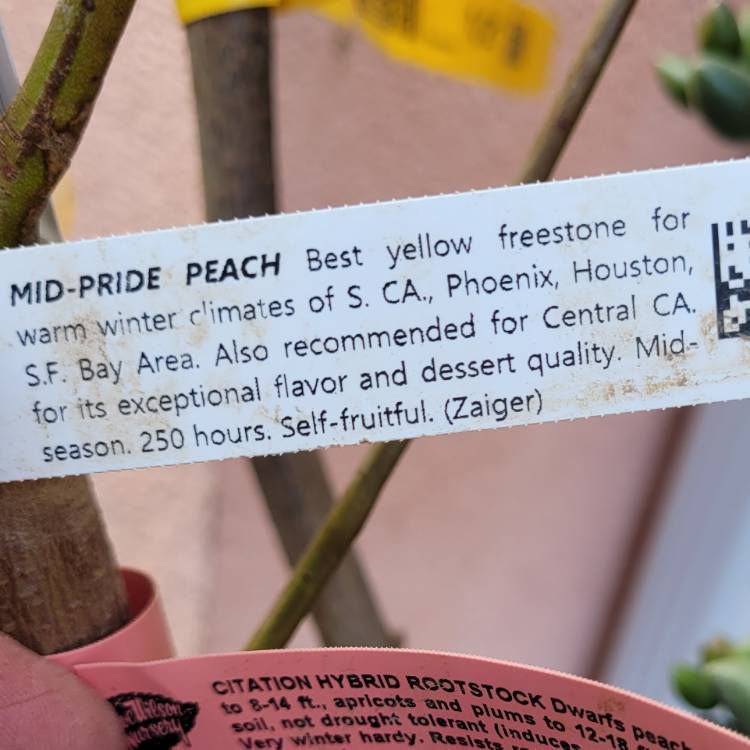 MID-PRIDE PEACH Best yellow freestone for
warm winter climates of S. CA., Phoenix, Houston,
S.F. Bay Area. Also recommended for Central CA.
for its exceptional flavor and dessert quality. Mid-
season. 250 hours. Self-fruitful. (Zaiger)
CITATION HYBRID ROOTSTOCK Dwarfs
to 8-14 ft., apricots and plums to 12-18
soil, not drought tolerant
Very winter hardy. Resists